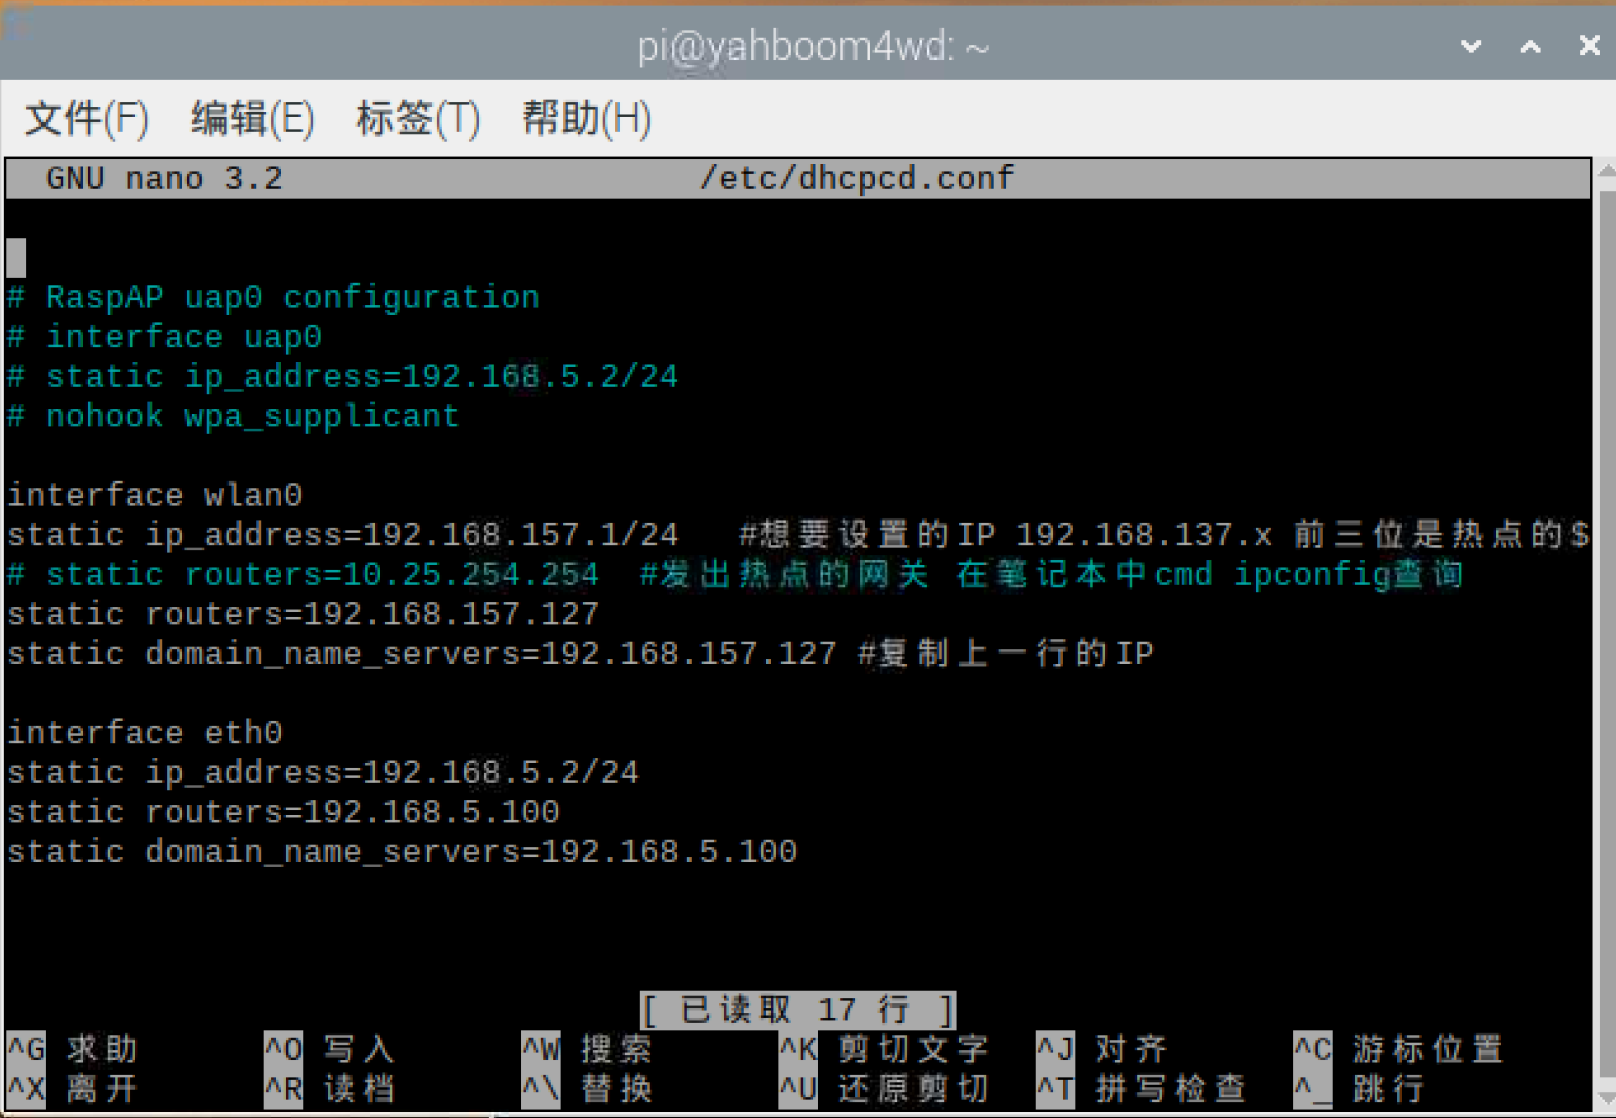 pi@yahboom4wd: ~
文件(F) 编辑(E) 标签(T) 帮助(H)
GNU nano 3.2 /etc/dhcpcd.conf
# RaspAP uap0 configuration
# interface uap0
# static ip_address=192.168.5.2/24
# nohook wpa_supplicant
interface wlan0
static ip_address=192.168.157.1/24 #想要设置的IP 192.168.137.x 前三位是热点的$
# static routers=10.25.254.254 #发出热点的网关 在笔记本中cmd ipconfig查询
static routers=192.168.157.127
static domain_name_servers=192.168.157.127 #复制上一行的IP
interface eth0
static ip_address=192.168.5.2/24
static routers=192.168.5.100
static domain_name_servers=192.168.5.100
[ 已读取 17 行 ]
^G 求助 ^O 写入 ^W 搜索 ^K 剪切文字 ^J 对齐 ^C 游标位置
^X 离开 ^R 读档 ^\ 替换 ^U 还原剪切 ^T 拼写检查 ^_ 跳行